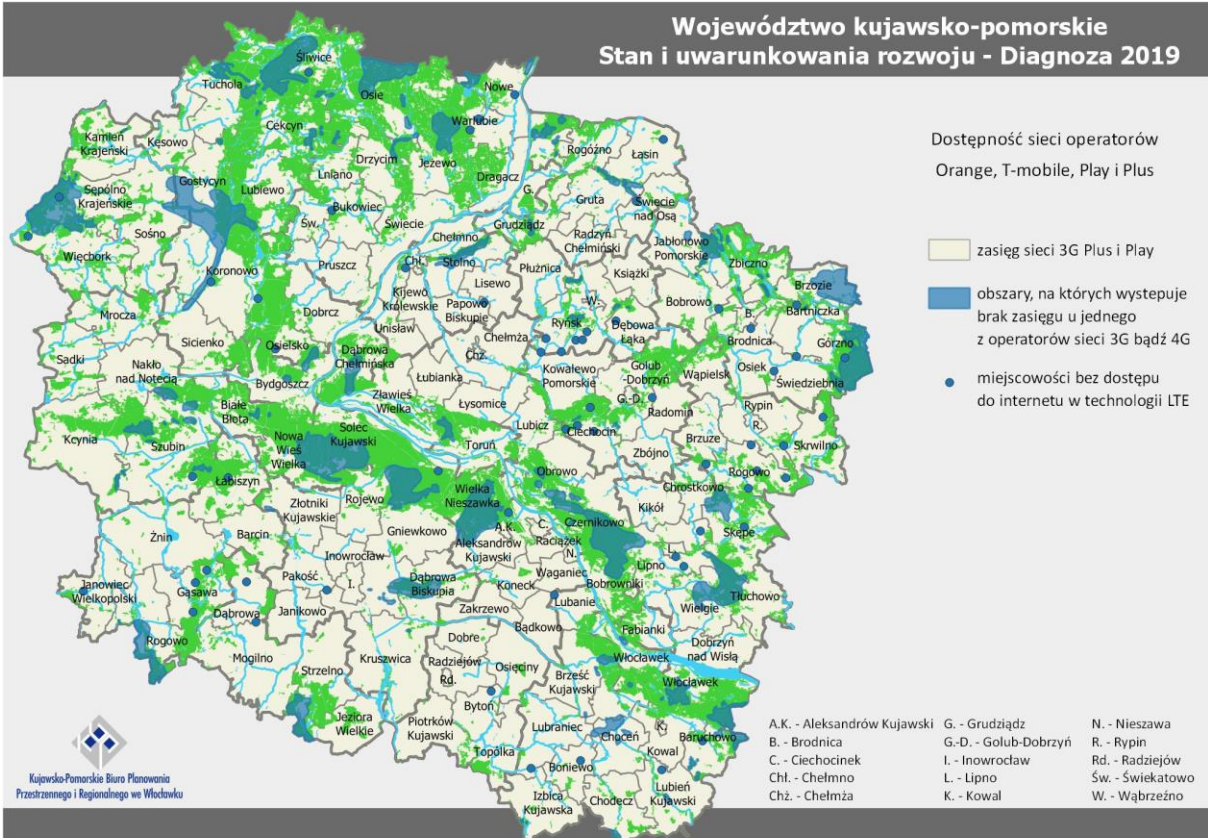 Województwo kujawsko-pomorskie
Stan i uwarunkowania rozwoju - Diagnoza 2019
Dostępność sieci operatorów
Orange, T-mobile, Play i Plus
zasięg sieci 3G Plus i Play
obszary, na których wystepuje
brak zasięgu u jednego
z operatorów sieci 3G bądź 4G
miejscowości bez dostępu
do internetu w technologii LTE
Śliwice
Tuchola
Osie
Nowe
Warlubie
Cekcyn
Kamień
Krajeński
Kęsowo
Rogóźno
Łasin
Drzycim
Jeżewo
Lniano
Dragacz
Gostycyn
Lubiewo
Sępólno
Krajeńskie
Bukowiec
G.
Gruta
Świecie
nad Osą
Św.
Świecie
Grudziądz
Sośno
Chełmno
Radzyń
Chełmiński
Jabłonowo
Pomorskie
Zbiczno
Więcbork
Koronowo
Pruszcz
Chł.
Stolno
Płużnica
Książki
Brzozie
Lisewo
Kijewo
Królewskie
Papowo
Biskupie
W.
Bobrowo
Bartniczka
Mrocza
Dobrcz
Unisław
Chełmża
Ryńsk
Dębowa
Łąka
B.
Brodnica
Górzno
Sicienko
Osielsko
Dąbrowa
Chełmińska
Chż.
Sadki
Nakło
nad Notecią
Kowalewo
Pomorskie
Golub
-Dobrzyń
Wąpielsk
Osiek
Świedziebnia
Bydgoszcz
Łubianka
G.-D.
Zławieś
Wielka
Łysomice
Radomin
Rypin
R.
Białe
Błota
Lubicz
Ciechocin
Kcynia
Szubin
Nowa
Wieś
Wielka
Solec
Kujawski
Toruń
Zbójno
Brzuze
Skrwilno
Obrowo
Rogowo
Łabiszyn
Chrostkowo
Wielka
Nieszawka
Złotniki
Kujawskie
Rojewo
Kikół
Czernikowo
Skępe
Gniewkowo
A.K.
C.
Raciążek
Żnin
Barcin
Aleksandrów
Kujawski
N.
L.
Inowrocław
Lipno
Waganiec
Bobrowniki
Tłuchowo
Janowiec
Wielkopolski
Gąsawa
Pakość
I.
Dąbrowa
Biskupia
Koneck
Dąbrowa
Janikowo
Zakrzewo
Lubanie
Wielgie
Rogowo
Bądkowo
Fabianki
Dobrzyń
nad Wisłą
Dobre
Mogilno
Kruszwica
Strzelno
Radziejów
Rd.
Osięciny
Brześć
Kujawski
Włocławek
Włocławek
Bytoń
Jeziora
Wielkie
Piotrków
Kujawski
Lubraniec
Choceń
K.
Kowal
Baruchowo
Topólka
Boniewo
Lubień
Kujawski
Izbica
Kujawska
Chodecz
A.K. - Aleksandrów Kujawski
B. - Brodnica
C. - Ciechocinek
Chł. - Chełmno
Chż. - Chełmża
G. - Grudziądz
G.-D. - Golub-Dobrzyń
I. - Inowrocław
L. - Lipno
K. - Kowal
N. - Nieszawa
R. - Rypin
Rd. - Radziejów
Św. - Świekatowo
W. - Wąbrzeźno
Kujawsko-Pomorskie Biuro Planowania
Przestrzennego i Regionalnego we Włocławku